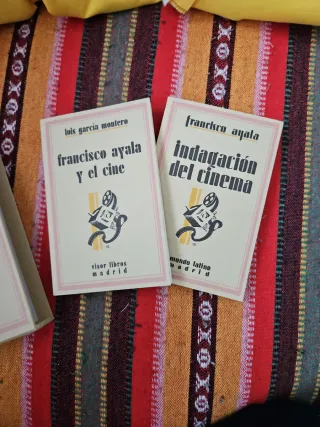 luis garcía montero
francisco ayala
y el cine
visor libros
madrid
francisco ayala
indagación
del cinema
mundo latino
madrid